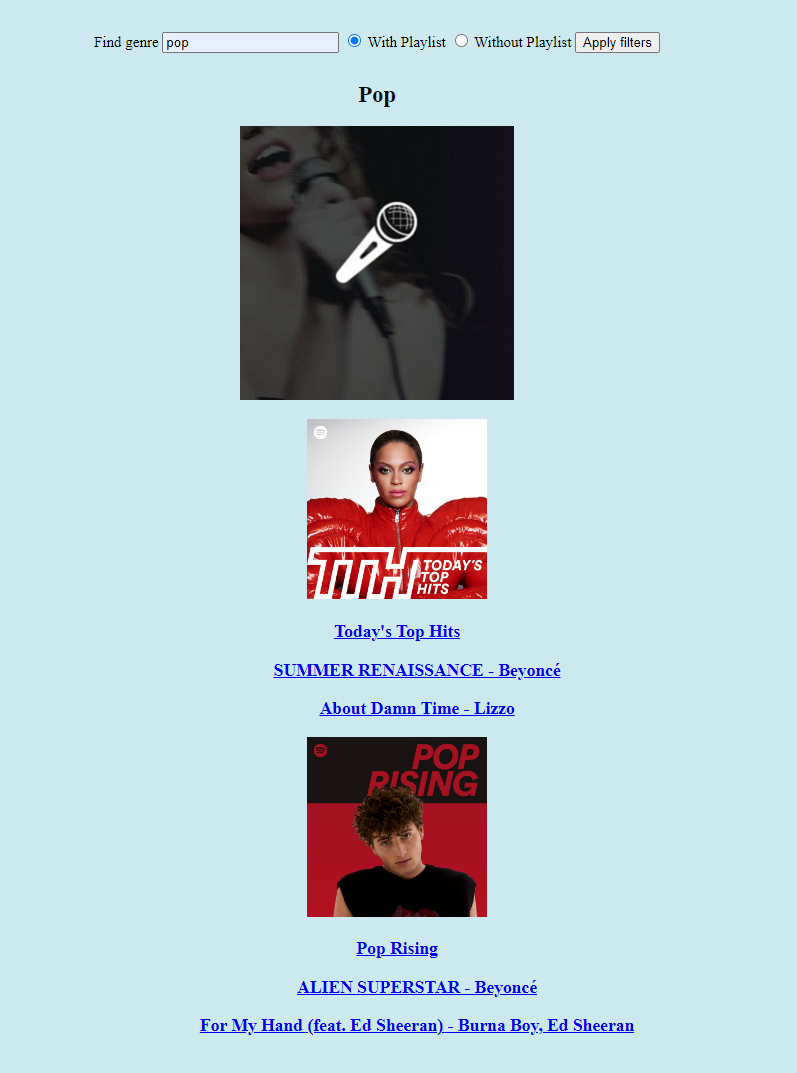 Find genre pop With Playlist Without Playlist Apply filters
Pop
TTH TODAY'S
TOP
HITS
Today's Top Hits
SUMMER RENAISSANCE - Beyoncé
About Damn Time - Lizzo
POP
RISING
Pop Rising
ALIEN SUPERSTAR - Beyoncé
For My Hand (feat. Ed Sheeran) - Burna Boy, Ed Sheeran